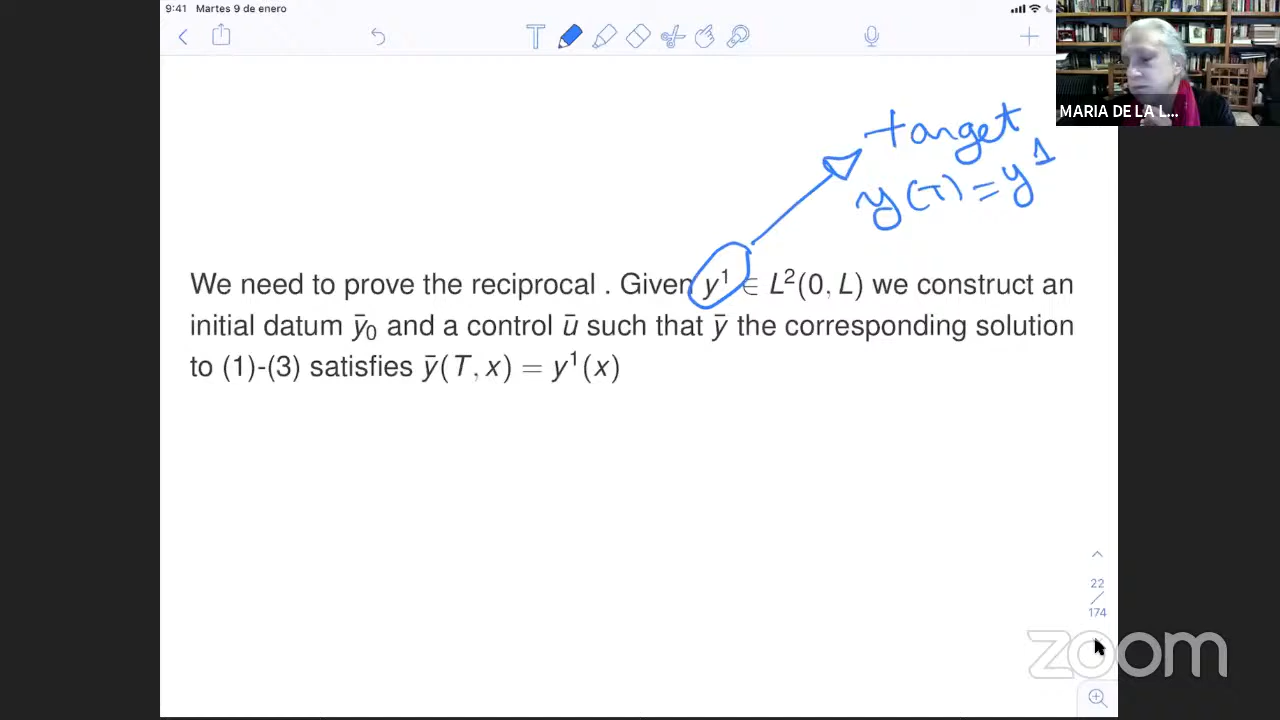 9:41 Martes 9 de enero
MARIA DE LA L...
target
y(T) = y¹
We need to prove the reciprocal . Given y¹ ∈ L²(0, L) we construct an
initial datum ȳ₀ and a control ū such that ȳ the corresponding solution
to (1)-(3) satisfies ȳ(T, x) = y¹(x)
22
174
zoom